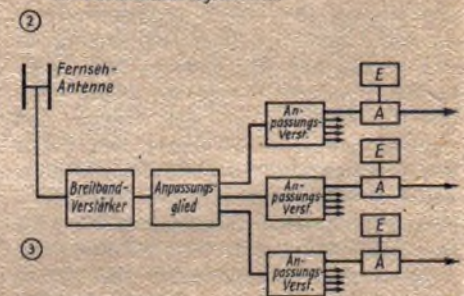 ②
Fernseh-
Antenne
Breitband-
Verstärker
Anpassungs-
glied
An-
passungs-
Verst.
E
A
An-
passungs-
Verst.
E
A
An-
passungs-
Verst.
E
A
③